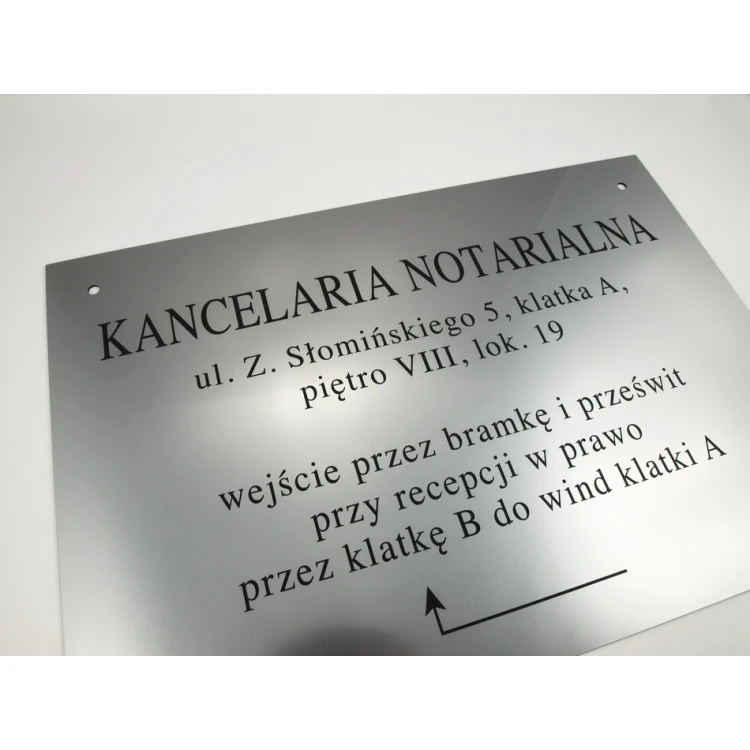 KANCELARIA NOTARIALNA
ul. Z. Słomińskiego 5, klatka A,
piętro VIII, lok. 19
wejście przez bramkę i prześwit
przy recepcji w prawo
przez klatkę B do wind klatki A